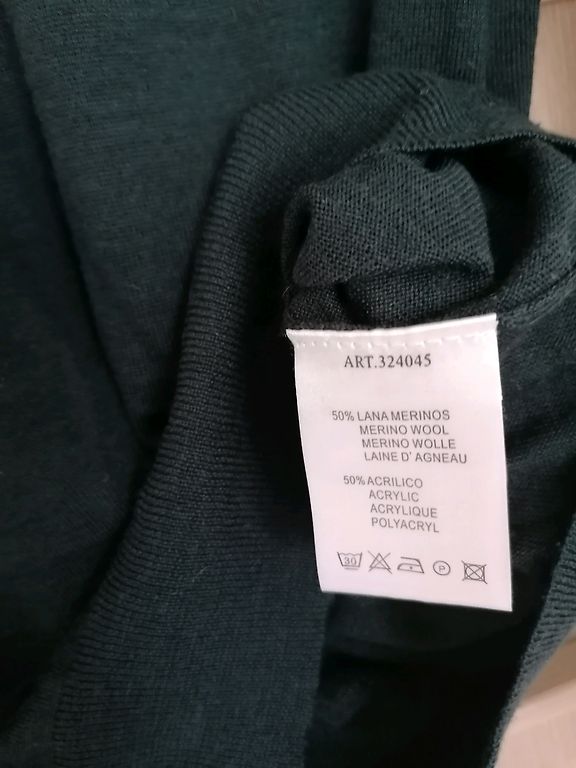 ART.324045
50% LANA MERINOS
MERINO WOOL
MERINO WOLLE
LAINE D' AGNEAU
50% ACRILICO
ACRYLIC
ACRYLIQUE
POLYACRYL
30 P